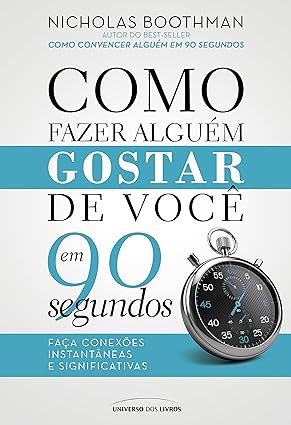 NICHOLAS BOOTHMAN
AUTOR DO BEST-SELLER
COMO CONVENCER ALGUÉM EM 90 SEGUNDOS
COMO
FAZER ALGUÉM
GOSTAR
DE VOCÊ
em
90
segundos
FAÇA CONEXÕES
INSTANTÂNEAS
E SIGNIFICATIVAS
UNIVERSO DOS LIVROS